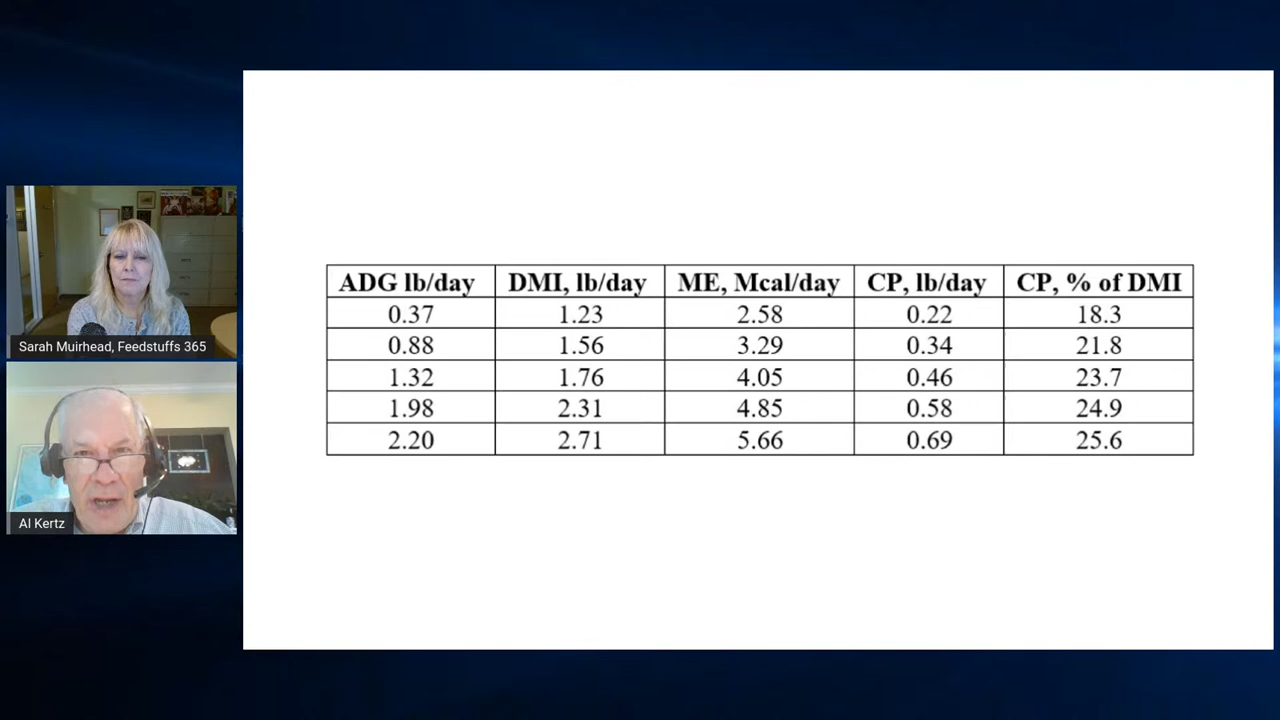 Sarah Muirhead, Feedstuffs 365
Al Kertz
ADG lb/day DMI, lb/day ME, Mcal/day CP, lb/day CP, % of DMI
0.37 1.23 2.58 0.22 18.3
0.88 1.56 3.29 0.34 21.8
1.32 1.76 4.05 0.46 23.7
1.98 2.31 4.85 0.58 24.9
2.20 2.71 5.66 0.69 25.6